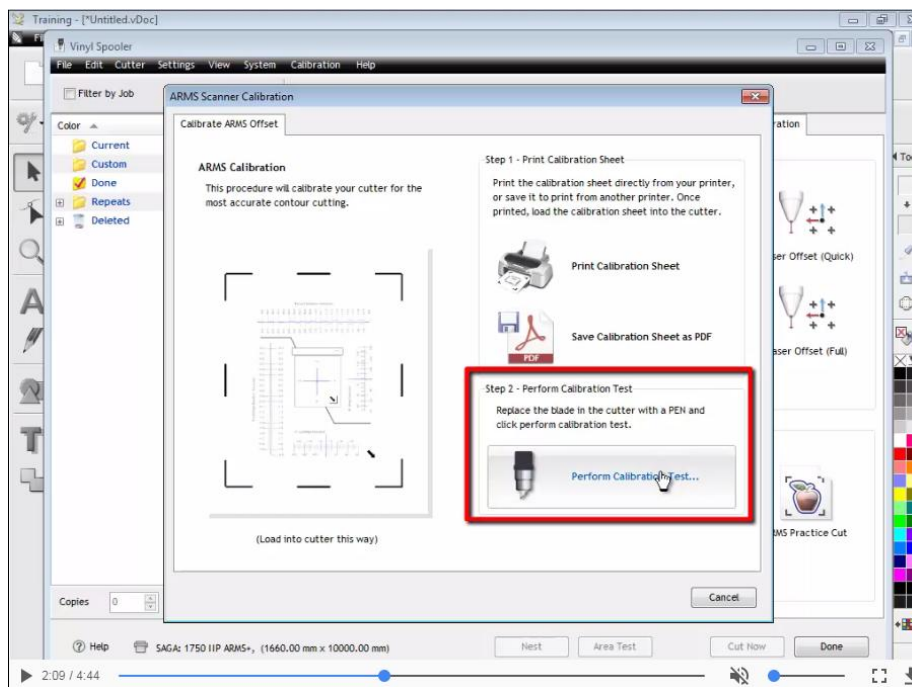 Training - [*Untitled.vDoc]
Vinyl Spooler
File Edit Cutter Settings View System Calibration Help
Filter by Job
ARMS Scanner Calibration
Color
Calibrate ARMS Offset
Current
Custom
Done
Repeats
Deleted
ARMS Calibration
This procedure will calibrate your cutter for the
most accurate contour cutting.
(Load into cutter this way)
Step 1 - Print Calibration Sheet
Print the calibration sheet directly from your printer,
or save it to print from another printer. Once
printed, load the calibration sheet into the cutter.
Print Calibration Sheet
PDF
Save Calibration Sheet as PDF
Step 2 - Perform Calibration Test
Replace the blade in the cutter with a PEN and
click perform calibration test.
Perform Calibration Test...
Cancel
ration
ser Offset (Quick)
aser Offset (Full)
MS Practice Cut
Copies 0
Help SAGA: 1750 IIP ARMS+, (1660.00 mm x 10000.00 mm) Nest Area Test Cut Now Done
2:09 / 4:44